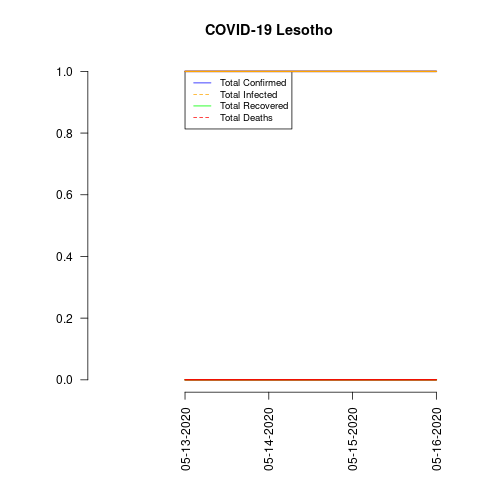 COVID-19 Lesotho
1.0
0.8
0.6
0.4
0.2
0.0
Total Confirmed
Total Infected
Total Recovered
Total Deaths
05-13-2020
05-14-2020
05-15-2020
05-16-2020